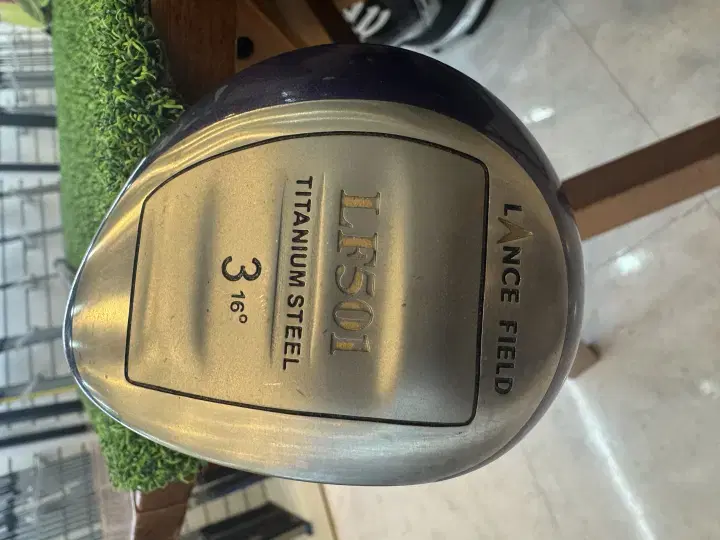 LANCE FIELD
LF501
TITANIUM STEEL
3 16°